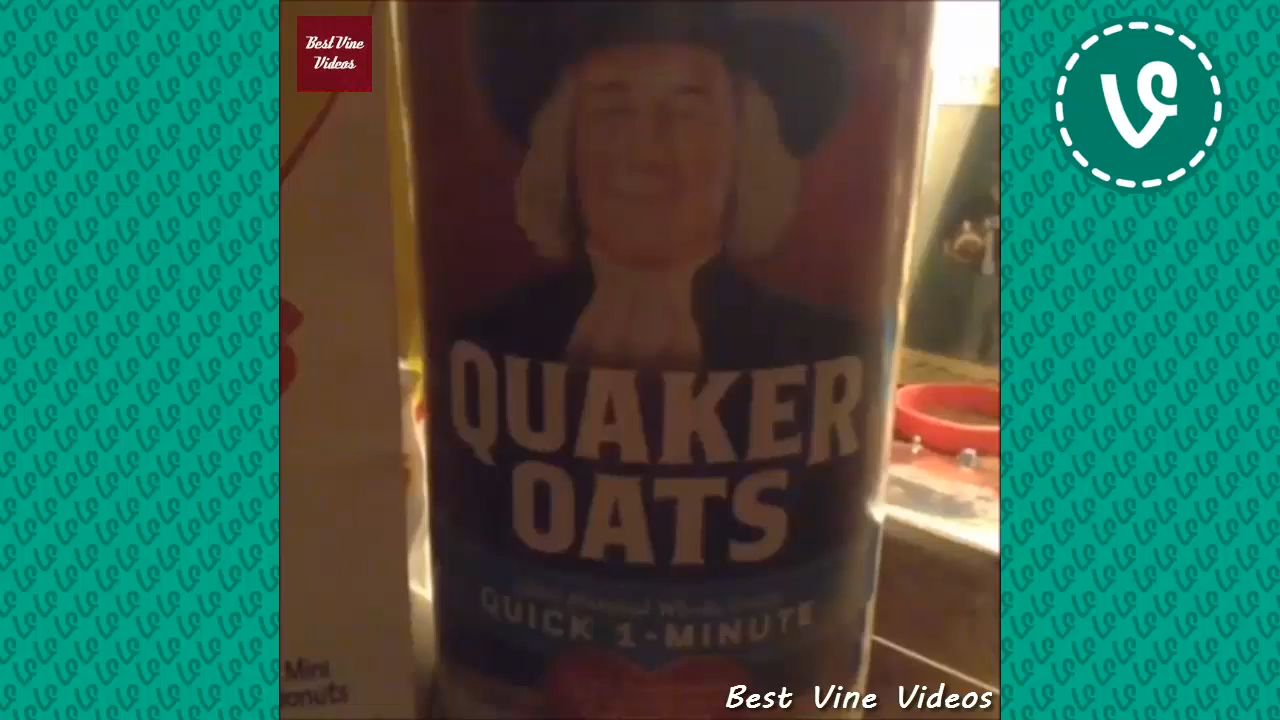 Best Vine
Videos
QUAKER
OATS
QUICK 1-MINUTE
Mini
Best Vine Videos